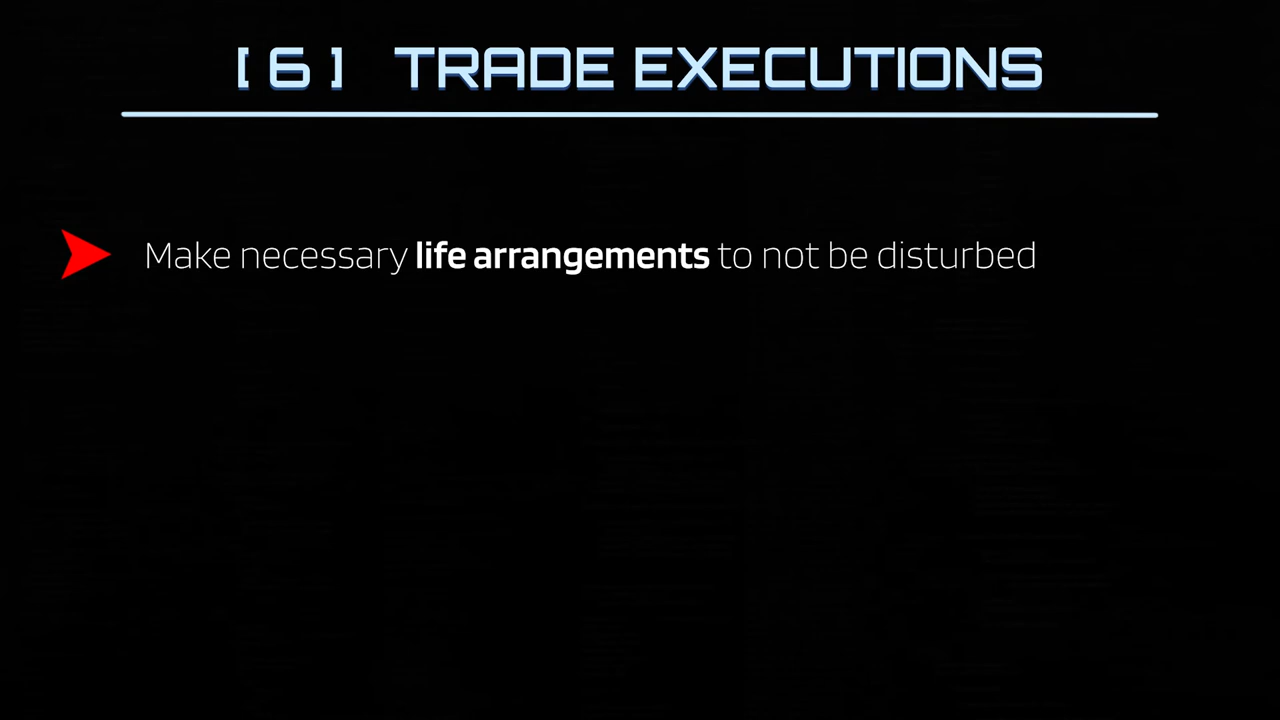 [ 6 ] TRADE EXECUTIONS
Make necessary life arrangements to not be disturbed